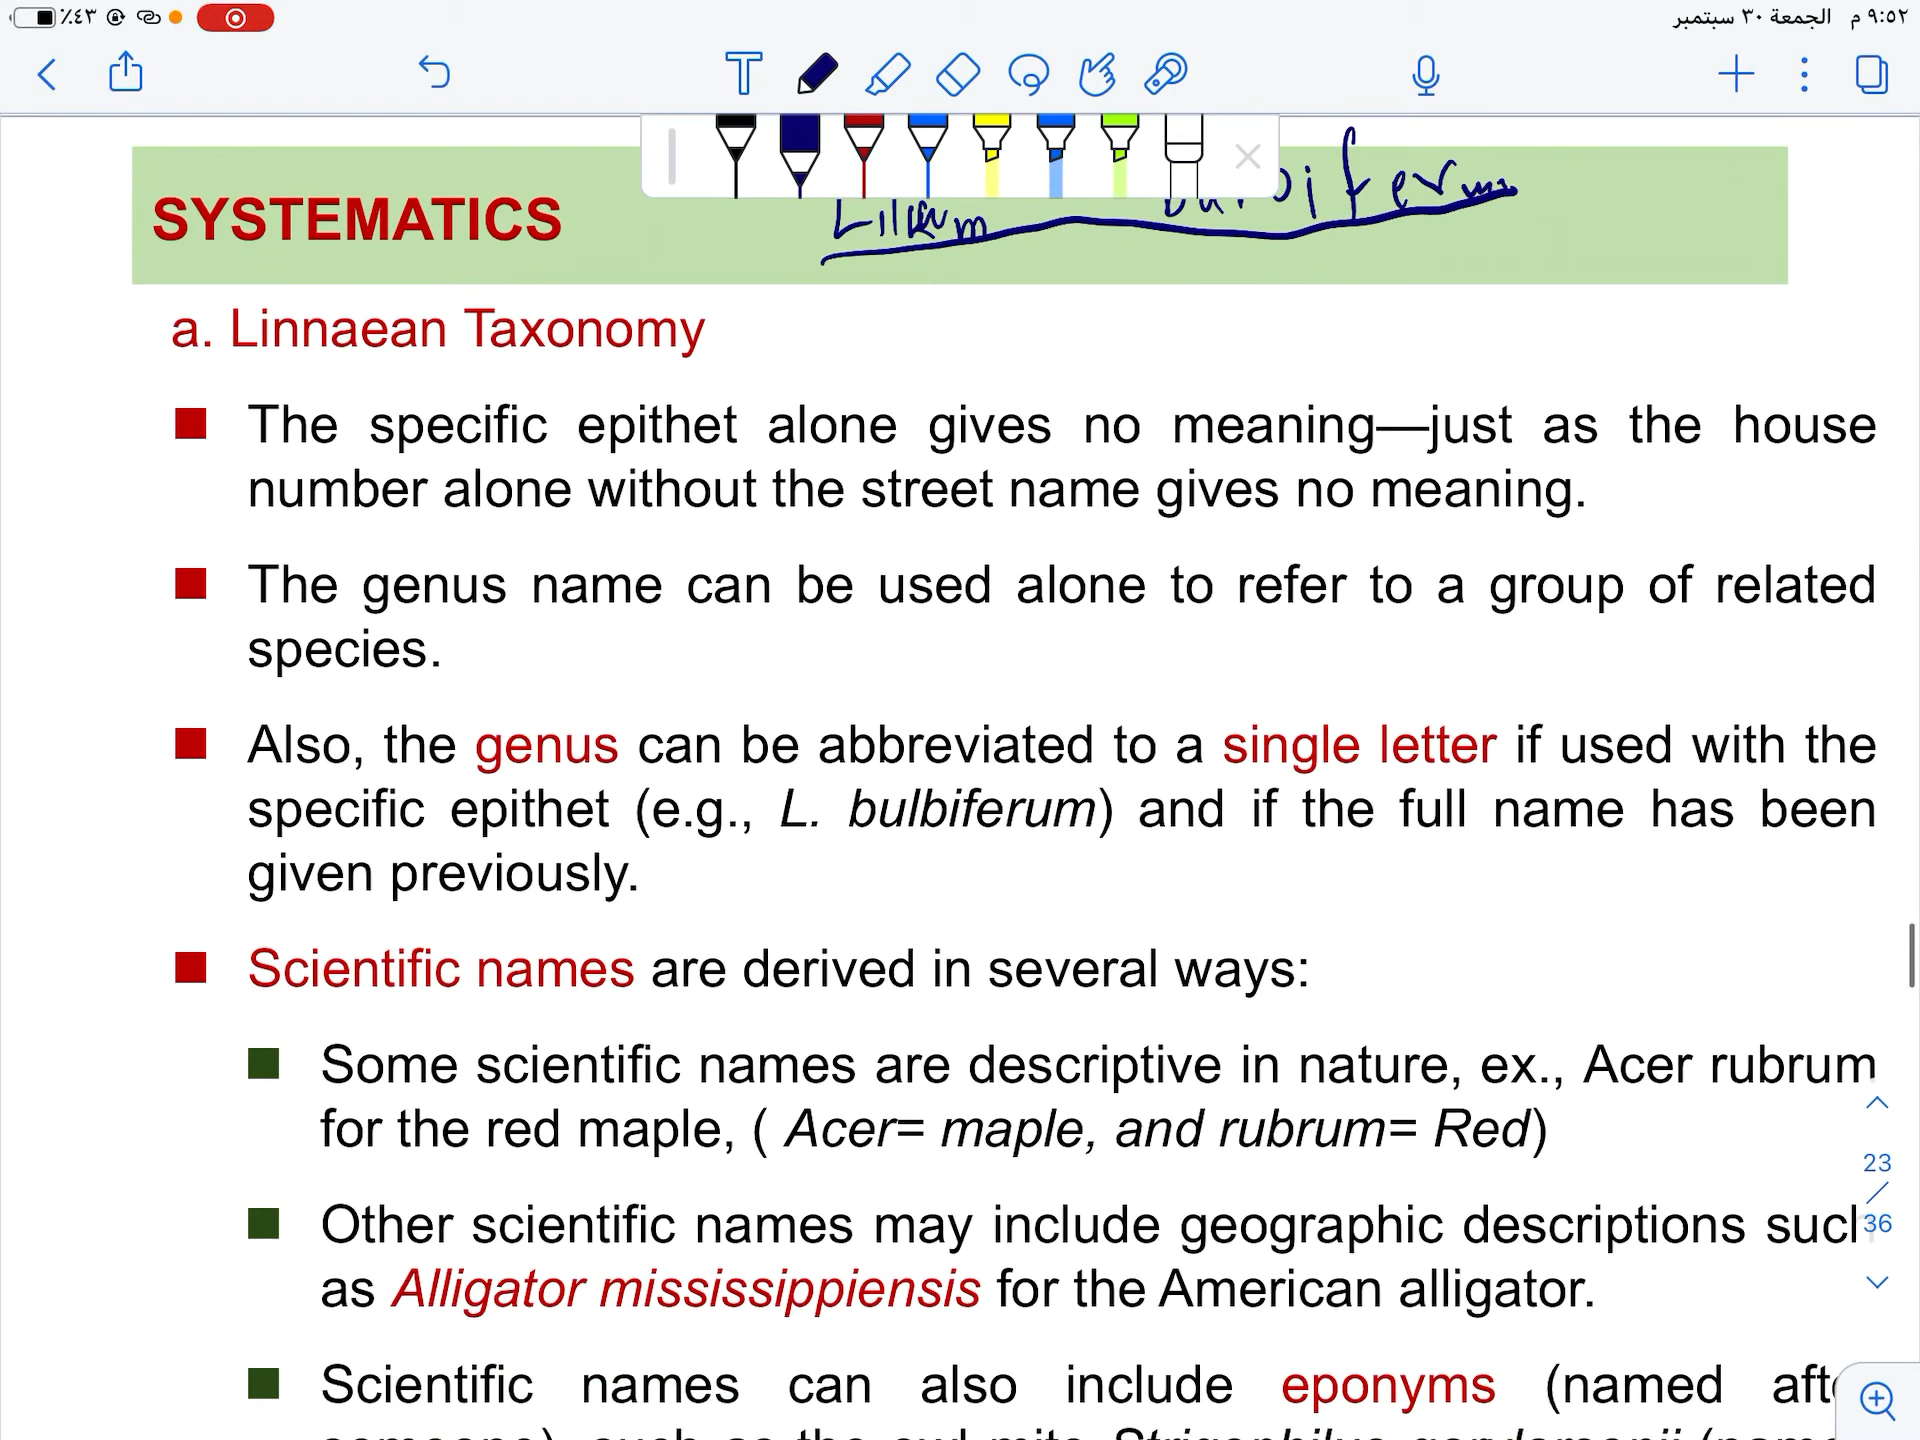 ٪٤٣
٩:٥٢ م الجمعة ٣٠ سبتمبر
SYSTEMATICS
Lilium
a. Linnaean Taxonomy
The specific epithet alone gives no meaning—just as the house
number alone without the street name gives no meaning.
The genus name can be used alone to refer to a group of related
species.
Also, the genus can be abbreviated to a single letter if used with the
specific epithet (e.g., L. bulbiferum) and if the full name has been
given previously.
Scientific names are derived in several ways:
Some scientific names are descriptive in nature, ex., Acer rubrum
for the red maple, ( Acer= maple, and rubrum= Red)
Other scientific names may include geographic descriptions such
as Alligator mississippiensis for the American alligator.
Scientific names can also include eponyms (named
23
36